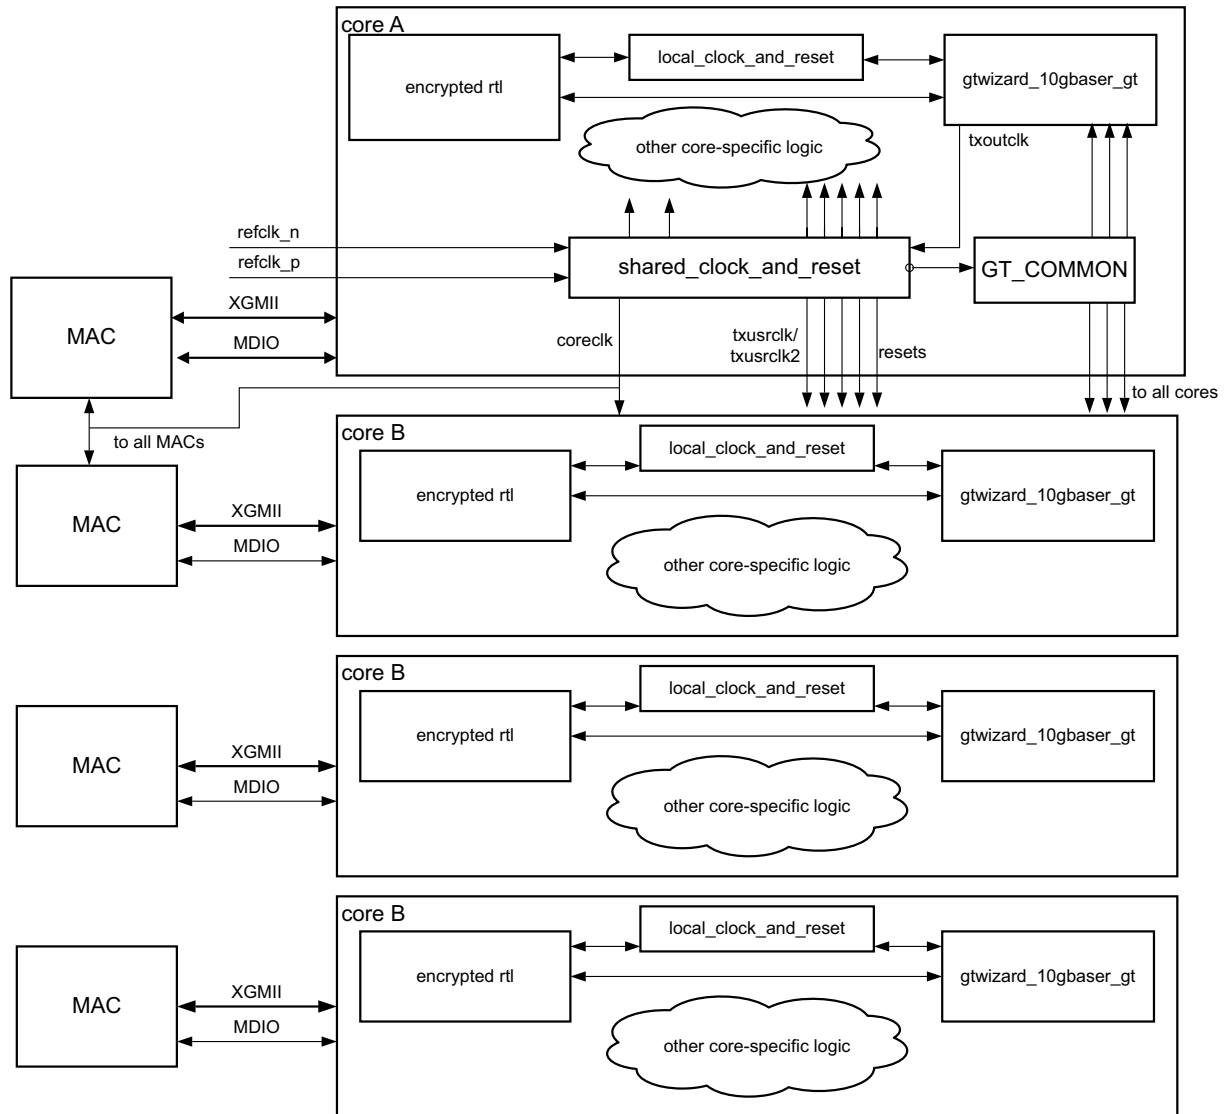 core A
encrypted rtl
local_clock_and_reset
gtwizard_10gbaser_gt
other core-specific logic
txoutclk
refclk_n
refclk_p
shared_clock_and_reset
GT_COMMON
MAC
XGMII
MDIO
coreclk
txusrclk/
txusrclk2
resets
to all cores
to all MACs
core B
encrypted rtl
local_clock_and_reset
gtwizard_10gbaser_gt
other core-specific logic
MAC
XGMII
MDIO
core B
encrypted rtl
local_clock_and_reset
gtwizard_10gbaser_gt
other core-specific logic
MAC
XGMII
MDIO
core B
encrypted rtl
local_clock_and_reset
gtwizard_10gbaser_gt
other core-specific logic
MAC
XGMII
MDIO